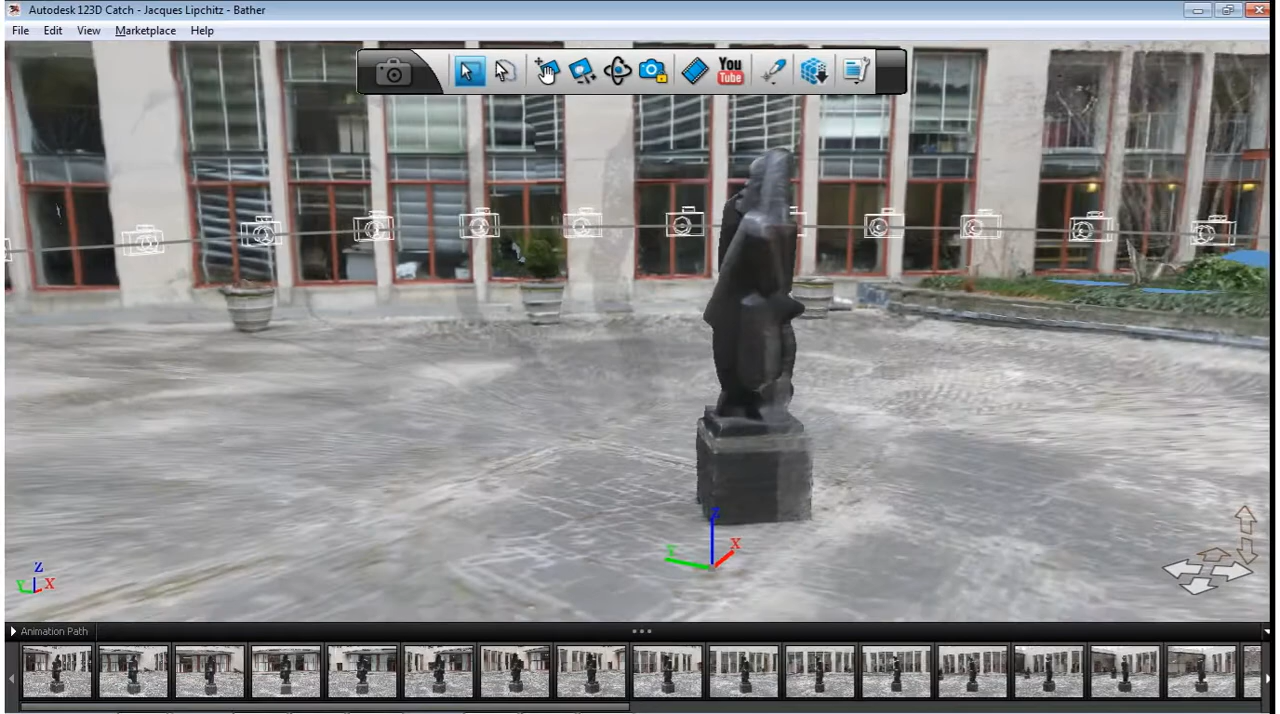 Autodesk 123D Catch - Jacques Lipchitz - Bather
File Edit View Marketplace Help
You
Tube
Z
Y X
Z
Y X
Animation Path